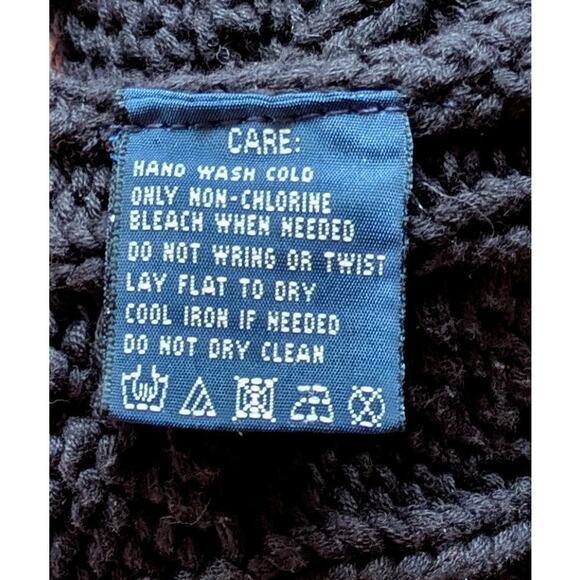 CARE:
HAND WASH COLD
ONLY NON-CHLORINE
BLEACH WHEN NEEDED
DO NOT WRING OR TWIST
LAY FLAT TO DRY
COOL IRON IF NEEDED
DO NOT DRY CLEAN